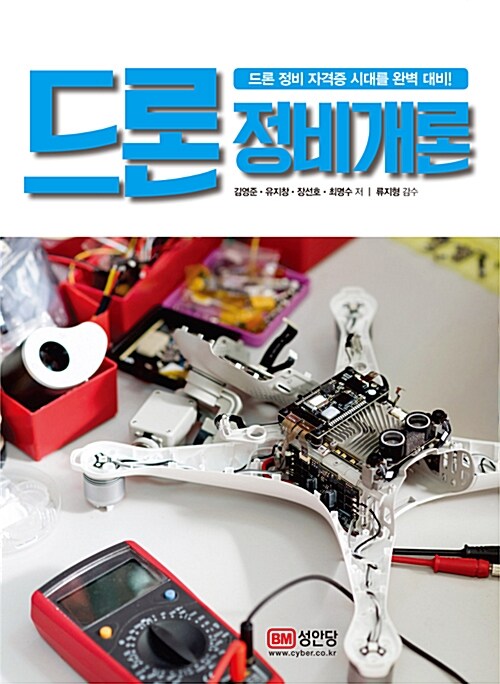 드론 정비 자격증 시대를 완벽 대비!
드론
정비개론
김영준 • 유지창 • 장선호 • 최명수 저 | 류지형 감수
BM 성안당
www.cyber.co.kr